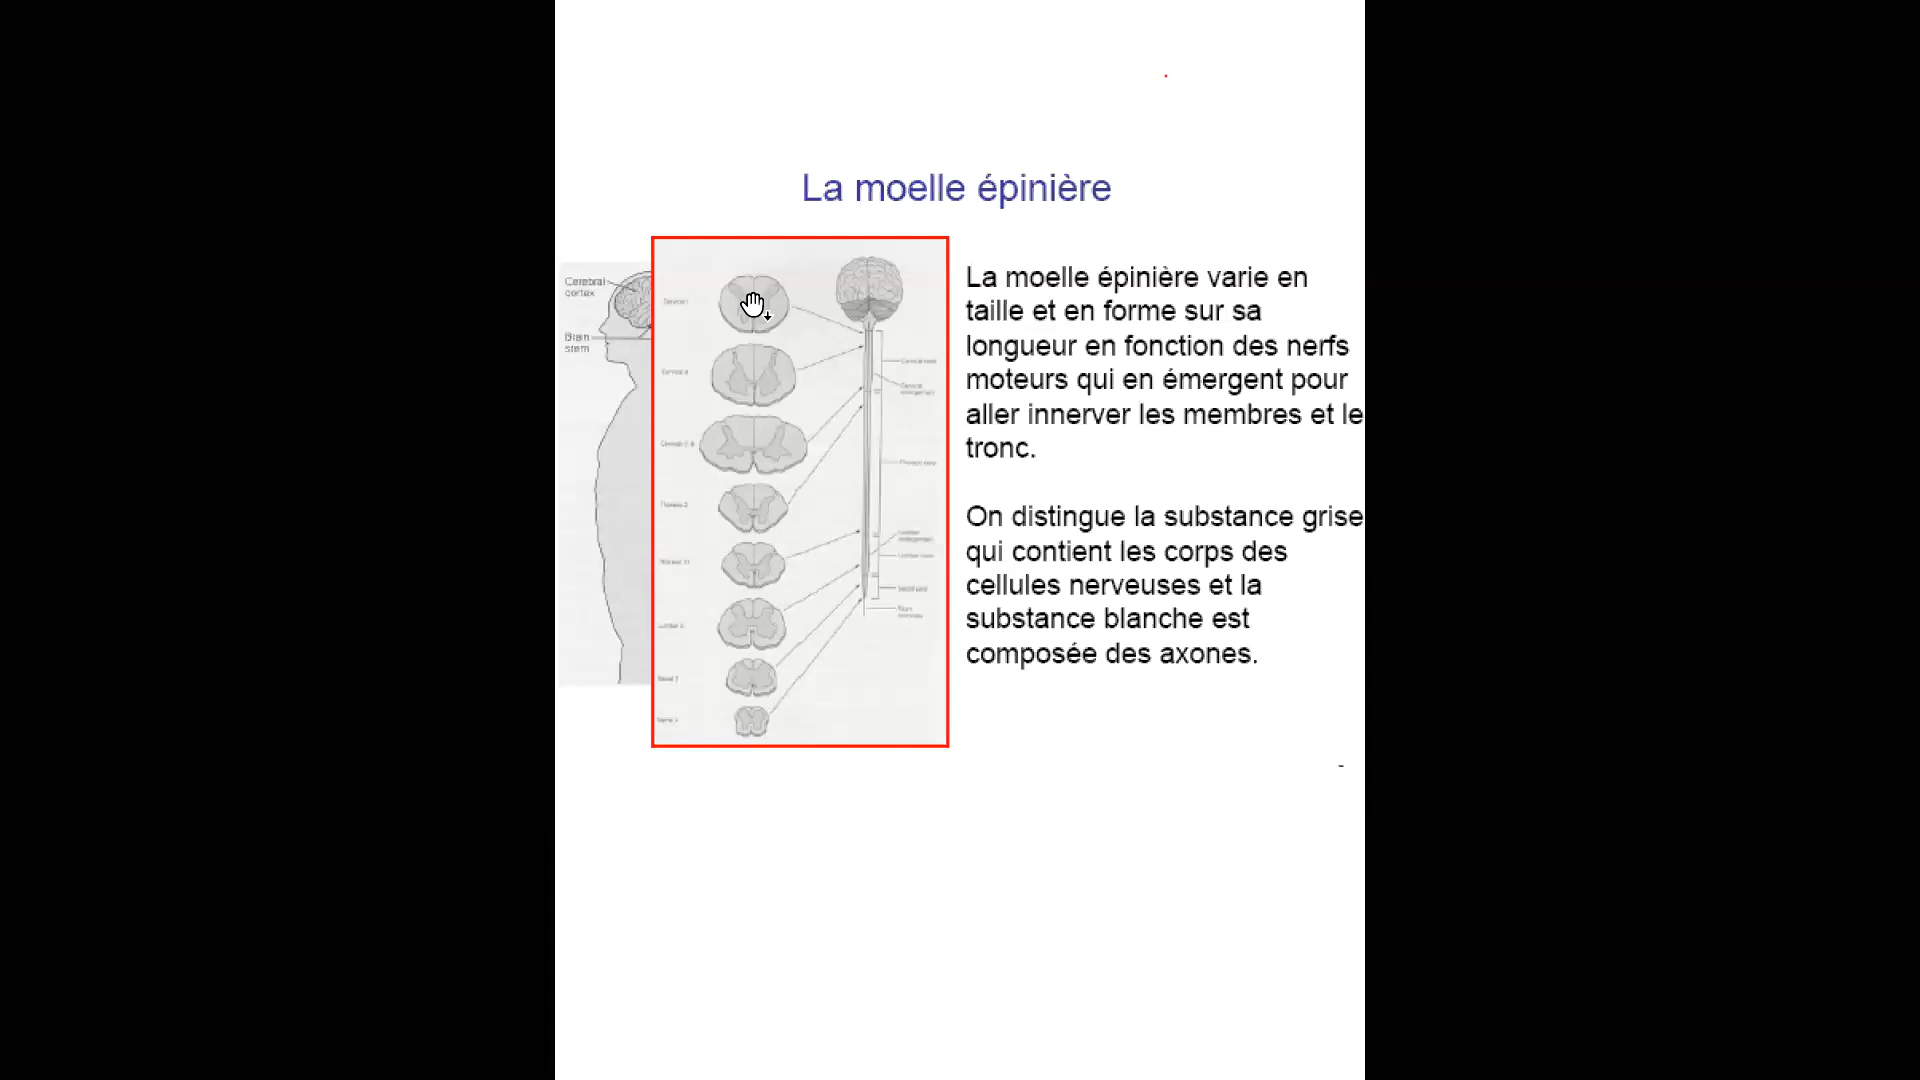 La moelle épinière
Cerebral
cortex
Brain
stem
La moelle épinière varie en
taille et en forme sur sa
longueur en fonction des nerfs
moteurs qui en émergent pour
aller innerver les membres et le
tronc.
On distingue la substance grise
qui contient les corps des
cellules nerveuses et la
substance blanche est
composée des axones.